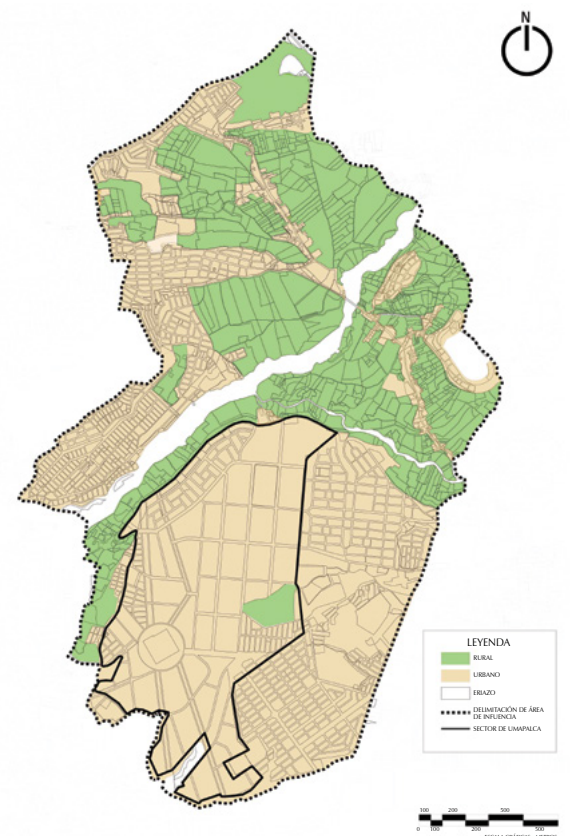 N
LEYENDA
RURAL
URBANO
ERIAZO
DELIMITACIÓN DE ÁREA
DE INFUENCIA
SECTOR DE UMAPALCA
100 200 500
0 100 200 500